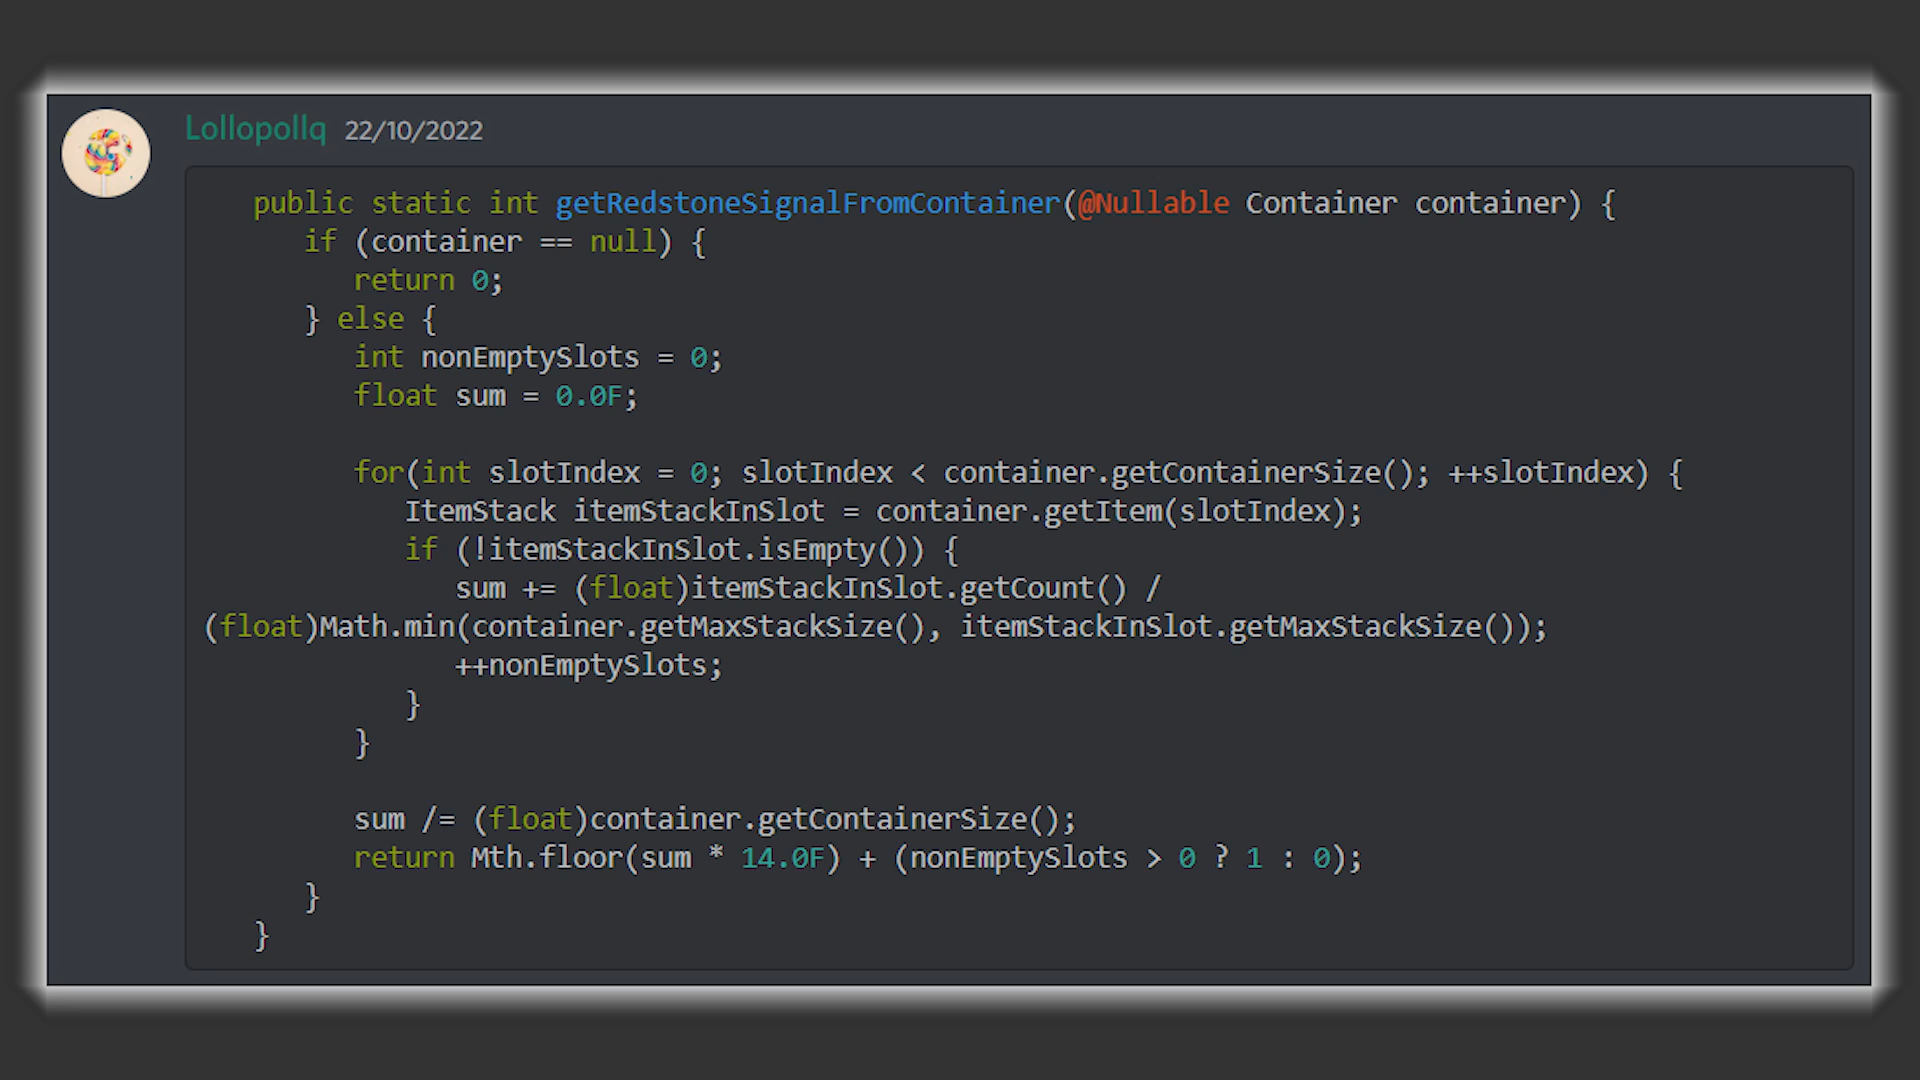 Lollopollq 22/10/2022
public static int getRedstoneSignalFromContainer(@Nullable Container container) {
if (container == null) {
return 0;
} else {
int nonEmptySlots = 0;
float sum = 0.0F;
for(int slotIndex = 0; slotIndex < container.getContainerSize(); ++slotIndex) {
ItemStack itemStackInSlot = container.getItem(slotIndex);
if (!itemStackInSlot.isEmpty()) {
sum += (float)itemStackInSlot.getCount() /
(float)Math.min(container.getMaxStackSize(), itemStackInSlot.getMaxStackSize());
++nonEmptySlots;
}
}
sum /= (float)container.getContainerSize();
return Mth.floor(sum * 14.0F) + (nonEmptySlots > 0 ? 1 : 0);
}
}